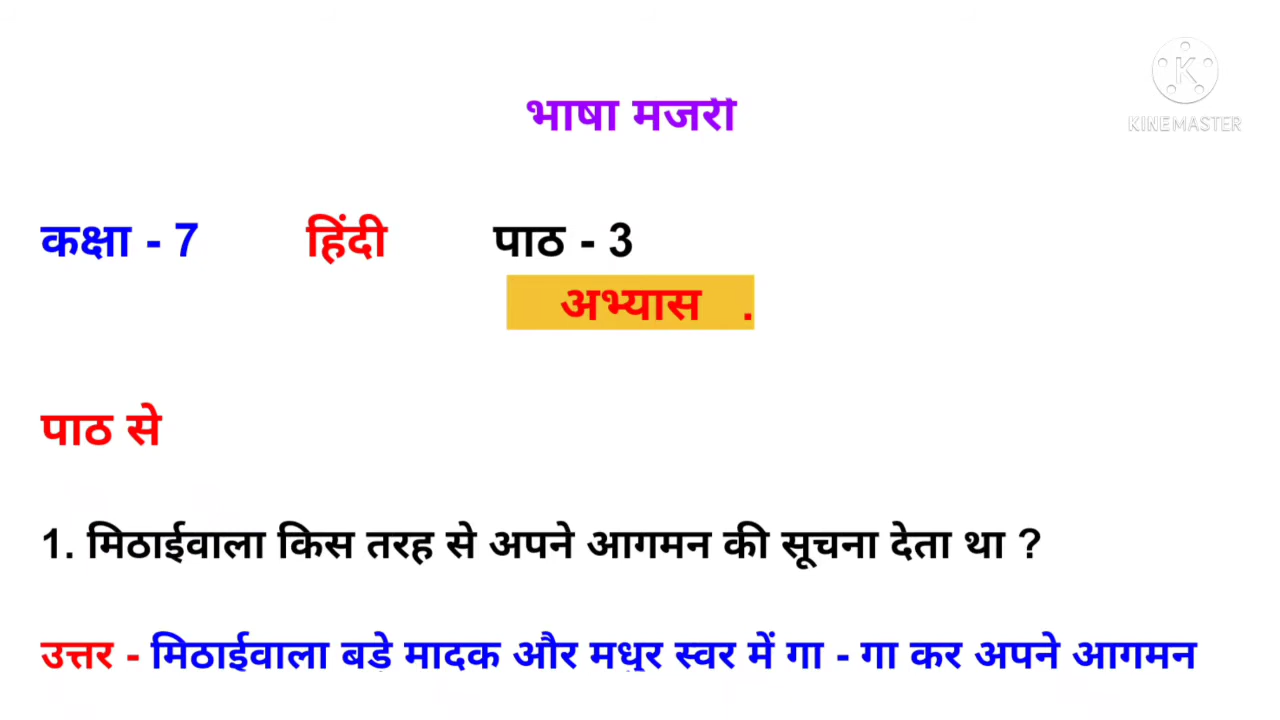 भाषा मंजरी
KINEMASTER
कक्षा - 7 हिंदी पाठ - 3
अभ्यास .
पाठ से
1. मिठाईवाला किस तरह से अपने आगमन की सूचना देता था ?
उत्तर - मिठाईवाला बड़े मादक और मधुर स्वर में गा - गा कर अपने आगमन